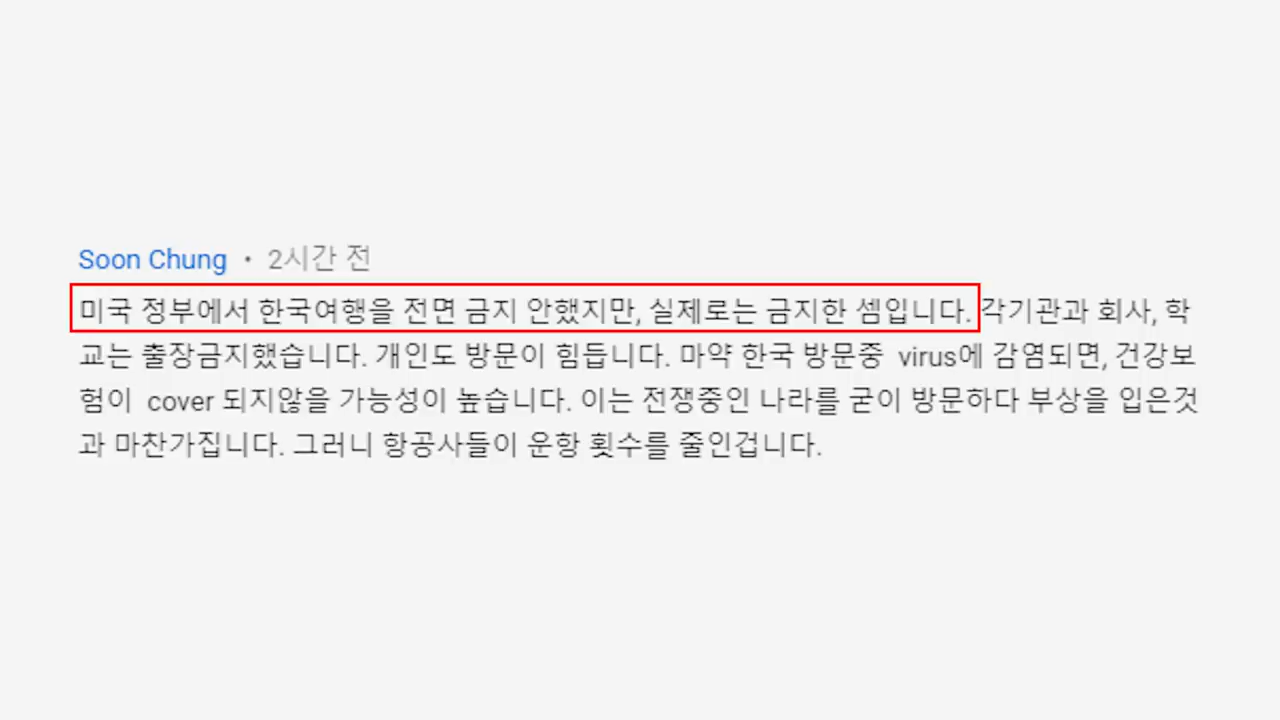 Soon Chung • 2시간 전
미국 정부에서 한국여행을 전면 금지 안했지만, 실제로는 금지한 셈입니다. 각기관과 회사, 학
교는 출장금지했습니다. 개인도 방문이 힘듭니다. 마약 한국 방문중 virus에 감염되면, 건강보
험이 cover 되지않을 가능성이 높습니다. 이는 전쟁중인 나라를 굳이 방문하다 부상을 입은것
과 마찬가집니다. 그러니 항공사들이 운항 횟수를 줄인겁니다.